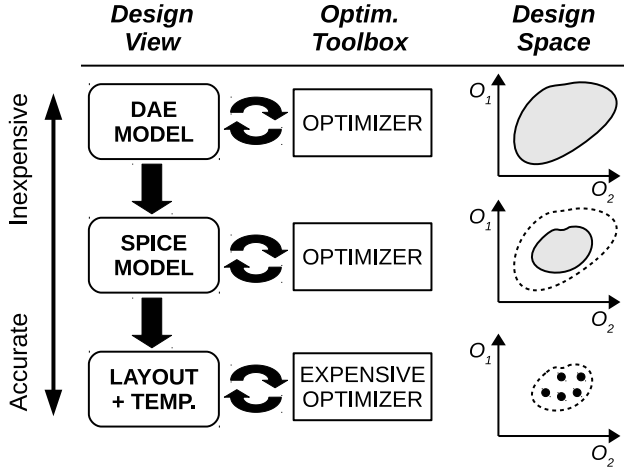 Design View
Optim. Toolbox
Design Space
Inexpensive
Accurate
DAE
MODEL
OPTIMIZER
O1
O2
SPICE
MODEL
OPTIMIZER
O1
O2
LAYOUT
+ TEMP.
EXPENSIVE
OPTIMIZER
O1
O2